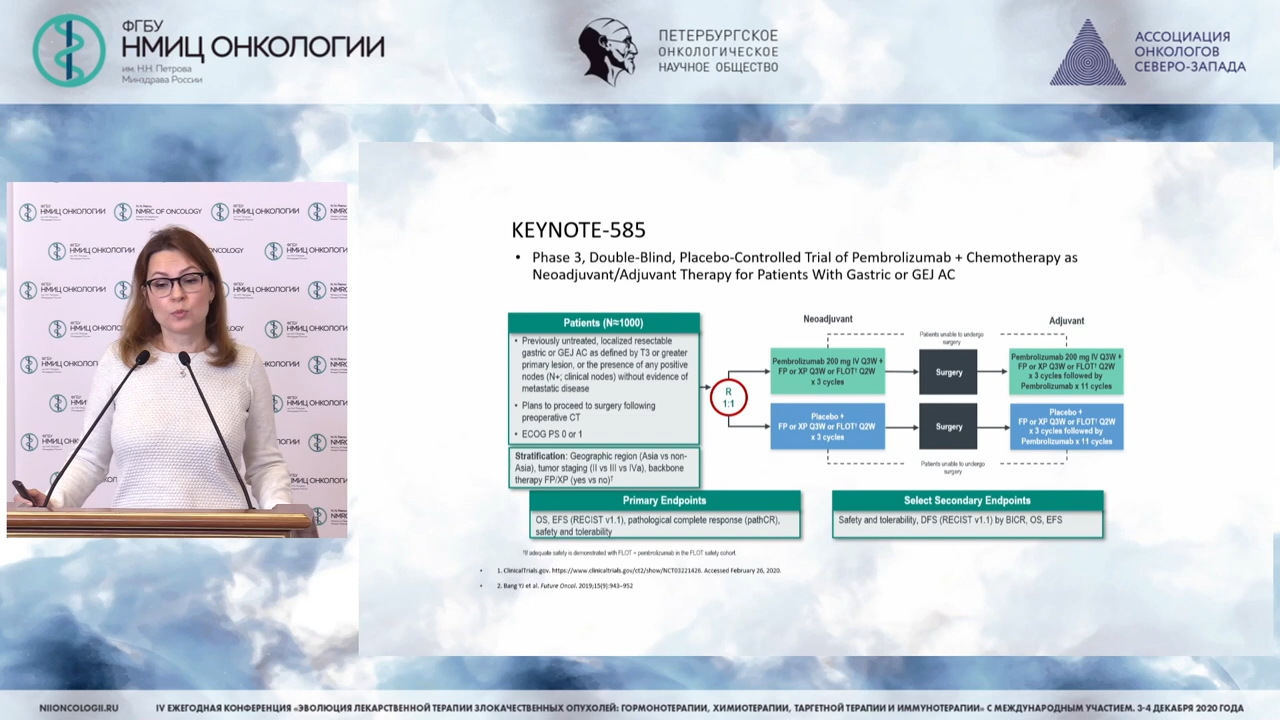 ФГБУ
НМИЦ ОНКОЛОГИИ
им. Н.Н. Петрова
Минздрава России
ПЕТЕРБУРГСКОЕ
ОНКОЛОГИЧЕСКОЕ
НАУЧНОЕ ОБЩЕСТВО
АССОЦИАЦИЯ
ОНКОЛОГОВ
СЕВЕРО-ЗАПАДА
НМИЦ ОНКОЛОГИИ
NMRC OF ONCOLOGY
НМИЦ ОНКОЛОГИИ
KEYNOTE-585
• Phase 3, Double-Blind, Placebo-Controlled Trial of Pembrolizumab + Chemotherapy as
Neoadjuvant/Adjuvant Therapy for Patients With Gastric or GEJ AC
Patients (N≈1000)
• Previously untreated, localized resectable
gastric or GEJ AC as defined by T3 or greater
primary lesion, or the presence of any positive
nodes (N+; clinical nodes) without evidence of
metastatic disease
• Plans to proceed to surgery following
preoperative CT
• ECOG PS 0 or 1
Stratification: Geographic region (Asia vs non-
Asia), tumor staging (II vs III vs IVa), backbone
therapy FP/XP (yes vs no)†
R
1:1
Neoadjuvant
Patients unable to undergo
surgery
Adjuvant
Pembrolizumab 200 mg IV Q3W +
FP or XP Q3W or FLOT† Q2W
x 3 cycles
Surgery
Pembrolizumab 200 mg IV Q3W +
FP or XP Q3W or FLOT† Q2W
x 3 cycles followed by
Pembrolizumab x 11 cycles
Placebo +
FP or XP Q3W or FLOT† Q2W
x 3 cycles
Surgery
Placebo +
FP or XP Q3W or FLOT† Q2W
x 3 cycles followed by
Pembrolizumab x 11 cycles
Patients unable to undergo
surgery
Primary Endpoints
OS, EFS (RECIST v1.1), pathological complete response (pathCR),
safety and tolerability
Select Secondary Endpoints
Safety and tolerability, DFS (RECIST v1.1) by BICR, OS, EFS
†If adequate safety is demonstrated with FLOT + pembrolizumab in the FLOT safety cohort
• 1. ClinicalTrials.gov. https://www.clinicaltrials.gov/ct2/show/NCT03221426. Accessed February 26, 2020.
• 2. Bang YJ et al. Future Oncol. 2019;15(9):943–952
NIIONCOLOGII.RU
IV ЕЖЕГОДНАЯ КОНФЕРЕНЦИЯ «ЭВОЛЮЦИЯ ЛЕКАРСТВЕННОЙ ТЕРАПИИ ЗЛОКАЧЕСТВЕННЫХ ОПУХОЛЕЙ: ГОРМОНОТЕРАПИИ, ХИМИОТЕРАПИИ, ТАРГЕТНОЙ ТЕРАПИИ И ИММУНОТЕРАПИИ» С МЕЖДУНАРОДНЫМ УЧАСТИЕМ. 3-4 ДЕКАБРЯ 2020 ГОДА